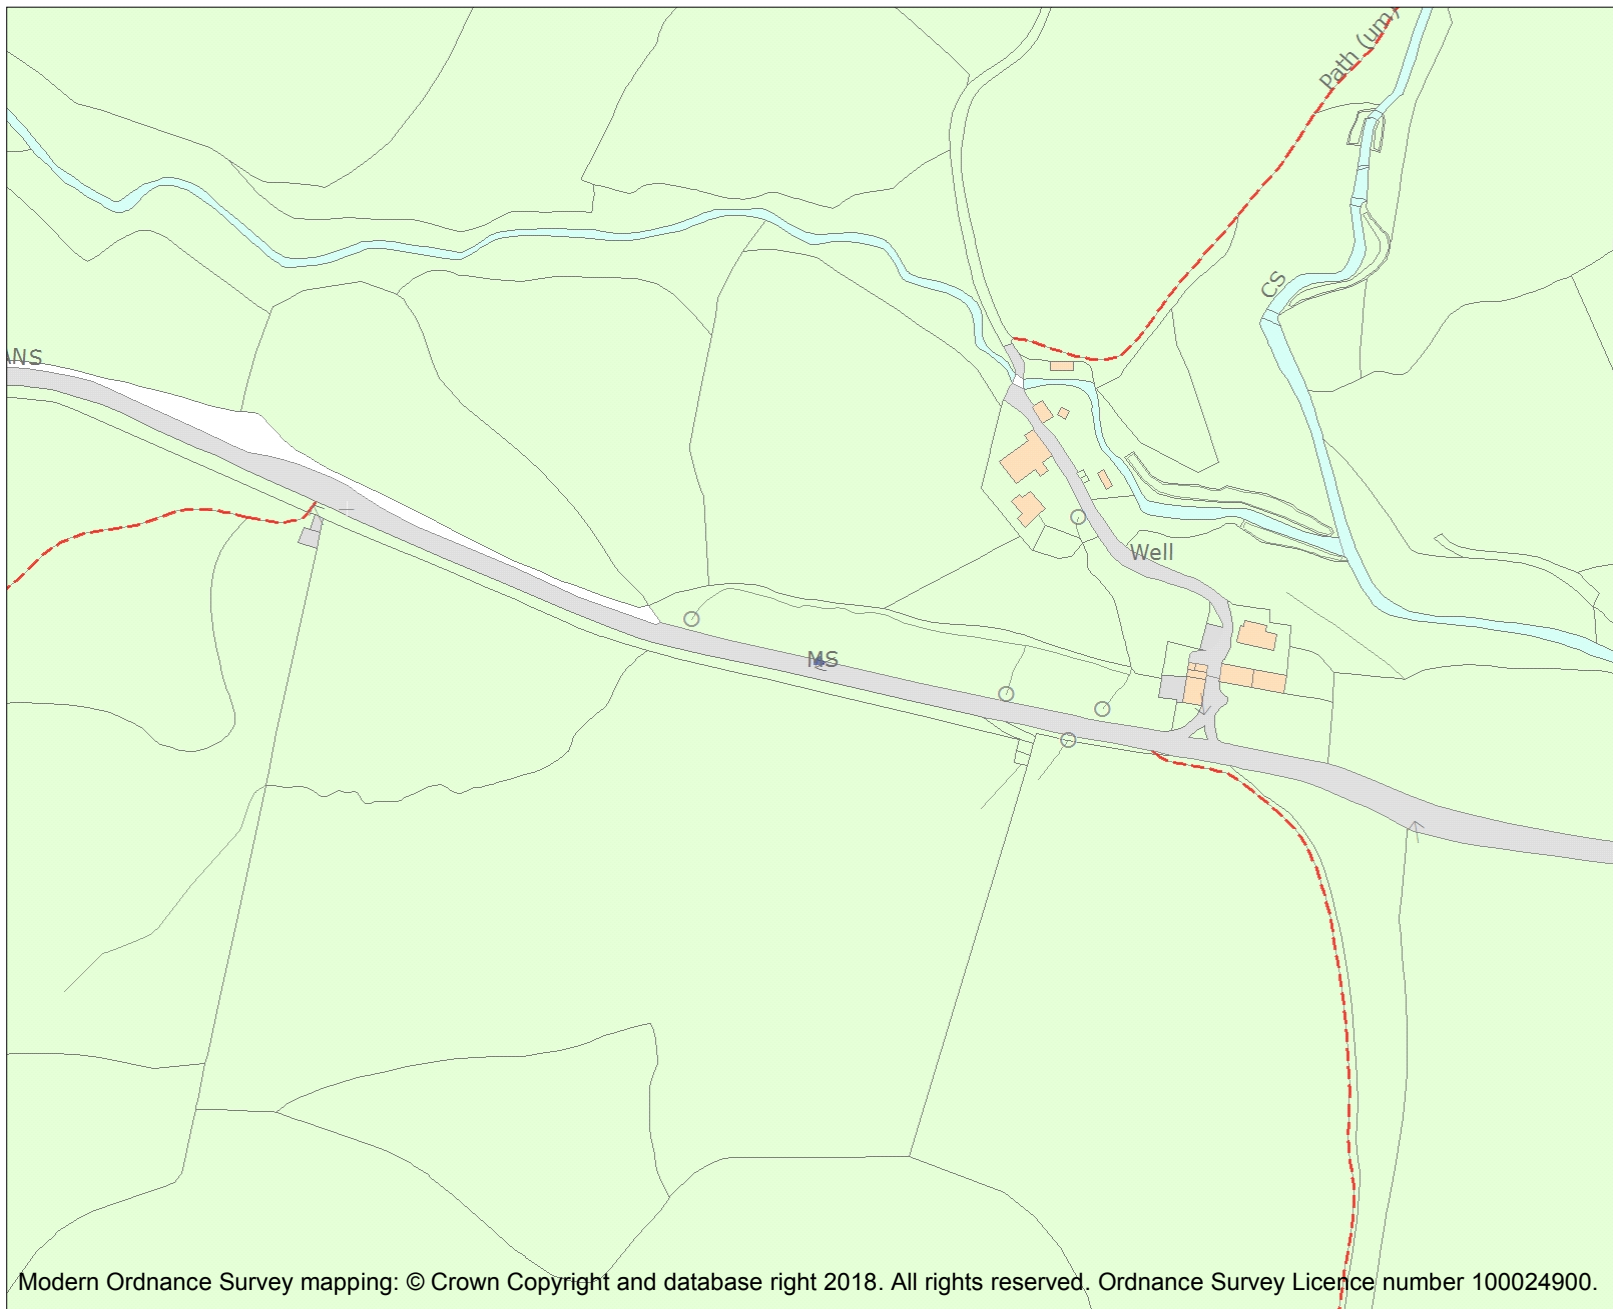 Path (um)
CS
ANS
Well
MS
Modern Ordnance Survey mapping: © Crown Copyright and database right 2018. All rights reserved. Ordnance Survey Licence number 100024900.